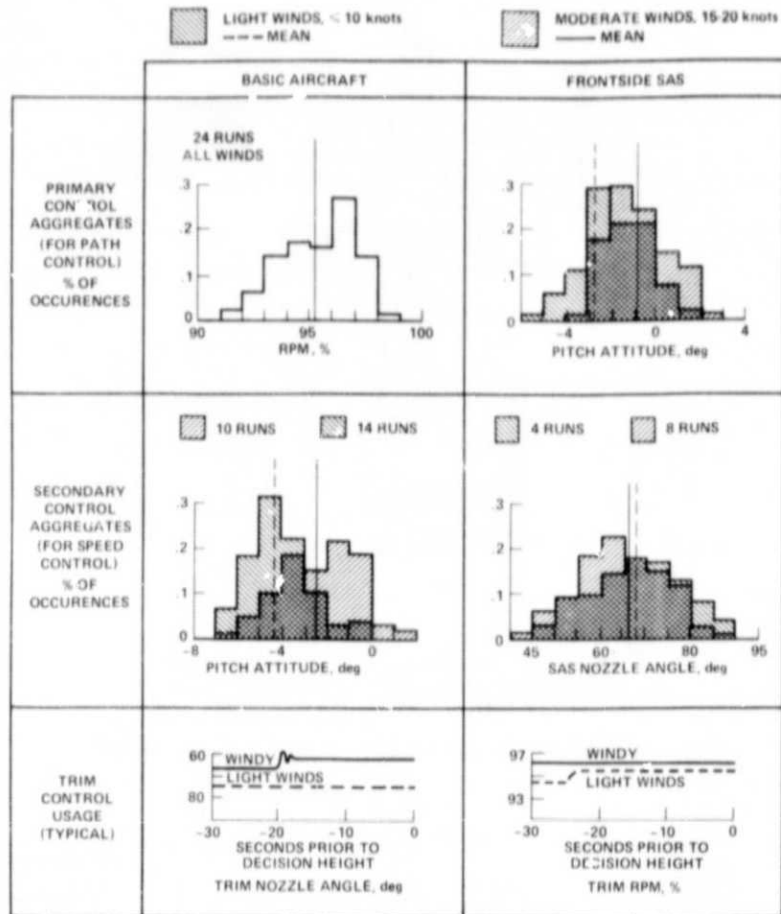 LIGHT WINDS, ≤ 10 knots
--- MEAN
MODERATE WINDS, 15-20 knots
— MEAN
BASIC AIRCRAFT
FRONTSIDE SAS
PRIMARY
CON TROL
AGGREGATES
(FOR PATH
CONTROL)
% OF
OCCURENCES
24 RUNS
ALL WINDS
.3
.2
.1
0
90
95
100
RPM, %
.3
.2
.1
0
-4
0
4
PITCH ATTITUDE, deg
SECONDARY
CONTROL
AGGREGATES
(FOR SPEED
CONTROL)
% OF
OCCURENCES
10 RUNS
14 RUNS
.3
.2
.1
0
-8
-4
0
PITCH ATTITUDE, deg
4 RUNS
8 RUNS
.3
.2
.1
0
45
60
80
95
SAS NOZZLE ANGLE, deg
TRIM
CONTROL
USAGE
(TYPICAL)
60
80
WINDY
LIGHT WINDS
-30
-20
-10
0
SECONDS PRIOR TO
DECISION HEIGHT
TRIM NOZZLE ANGLE, deg
97
93
WINDY
LIGHT WINDS
-30
-20
-10
0
SECONDS PRIOR TO
DECISION HEIGHT
TRIM RPM, %